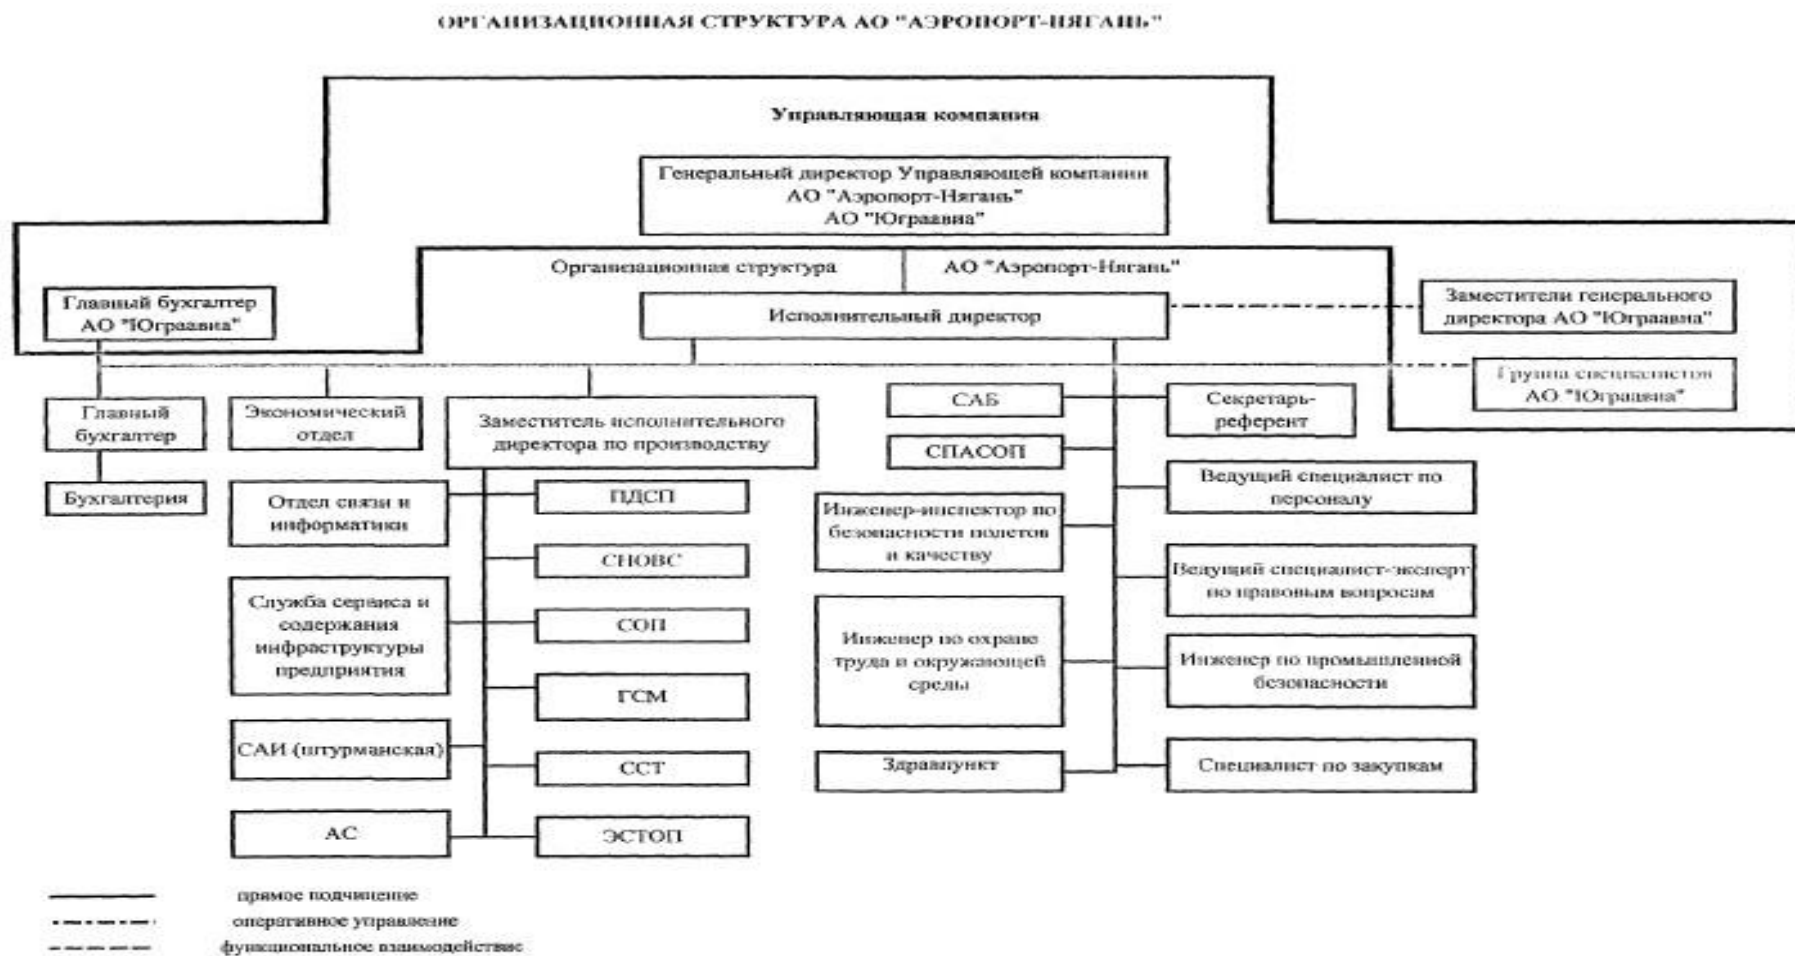 ОРГАНИЗАЦИОННАЯ СТРУКТУРА АО "АЭРОПОРТ-НЯГАНЬ"
Управляющая компания
Генеральный директор Управляющей компании
АО "Аэропорт-Нягань"
АО "Юграавиа"
Организационная структура
АО "Аэропорт-Нягань"
Главный бухгалтер
АО "Юграавиа"
Исполнительный директор
Заместители генерального
директора АО "Юграавиа"
Группа специалистов
АО "Юграавиа"
Главный
бухгалтер
Бухгалтерия
Экономический
отдел
Заместитель исполнительного
директора по производству
Отдел связи и
информатики
Служба сервиса и
содержания
инфраструктуры
предприятия
САИ (штурманская)
АС
ПДСП
СНОВС
СОП
ГСМ
ССТ
ЭСТОП
САБ
СПАСОП
Инженер-инспектор по
безопасности полетов
и качеству
Инженер по охране
труда и окружающей
среды
Здравпункт
Секретарь-
референт
Ведущий специалист по
персоналу
Ведущий специалист-эксперт
по правовым вопросам
Инженер по промышленной
безопасности
Специалист по закупкам
прямое подчинение
оперативное управление
функциональное взаимодействие